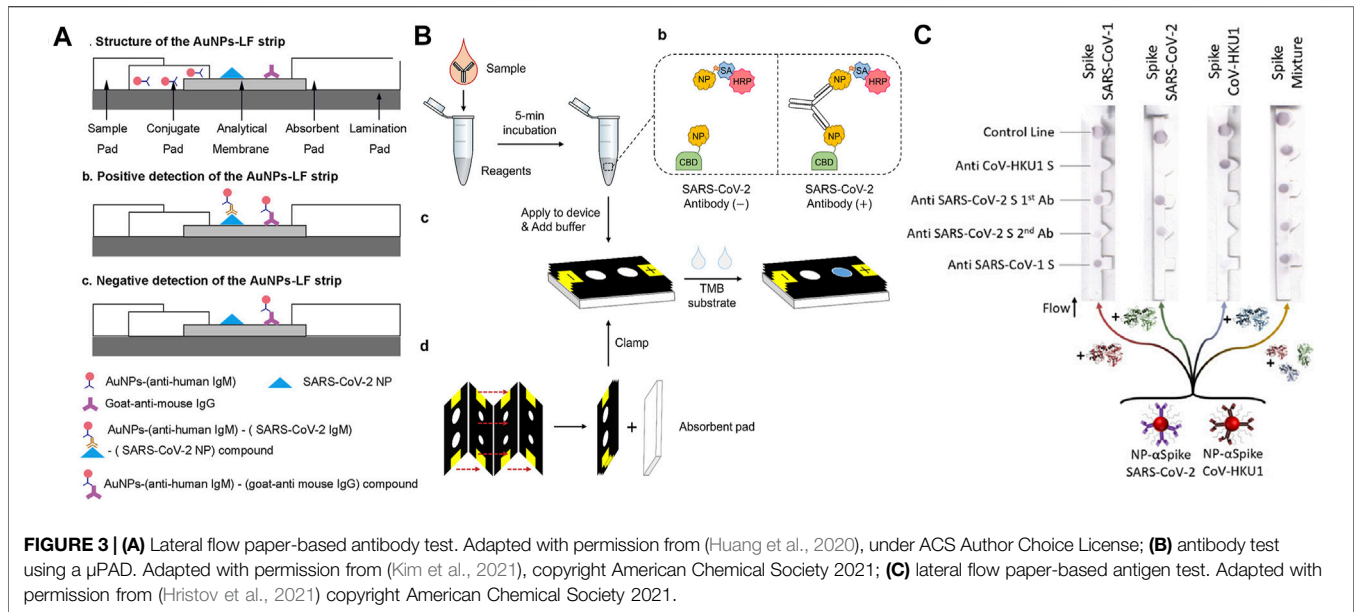 A
. Structure of the AuNPs-LF strip
Sample Pad
Conjugate Pad
Analytical Membrane
Absorbent Pad
Lamination Pad
b. Positive detection of the AuNPs-LF strip
c. Negative detection of the AuNPs-LF strip
AuNPs-(anti-human IgM)
SARS-CoV-2 NP
Goat-anti-mouse IgG
AuNPs-(anti-human IgM) - ( SARS-CoV-2 IgM)
- ( SARS-CoV-2 NP) compound
AuNPs-(anti-human IgM) - (goat-anti mouse IgG) compound
B
Sample
5-min
incubation
Reagents
b
NP
SA
HRP
NP
CBD
NP
SA
HRP
NP
CBD
SARS-CoV-2
Antibody (−)
SARS-CoV-2
Antibody (+)
c
Apply to device
& Add buffer
−
+
TMB
substrate
−
+
Clamp
d
+
Absorbent pad
C
Spike
SARS-CoV-1
Spike
SARS-CoV-2
Spike
CoV-HKU1
Spike
Mixture
Control Line
Anti CoV-HKU1 S
Anti SARS-CoV-2 S 1st Ab
Anti SARS-CoV-2 S 2nd Ab
Anti SARS-CoV-1 S
Flow
+
+
+
+
NP-αSpike
SARS-CoV-2
NP-αSpike
CoV-HKU1
FIGURE 3 | (A) Lateral flow paper-based antibody test. Adapted with permission from (Huang et al., 2020), under ACS Author Choice License; (B) antibody test
using a µPAD. Adapted with permission from (Kim et al., 2021), copyright American Chemical Society 2021; (C) lateral flow paper-based antigen test. Adapted with
permission from (Hristov et al., 2021) copyright American Chemical Society 2021.